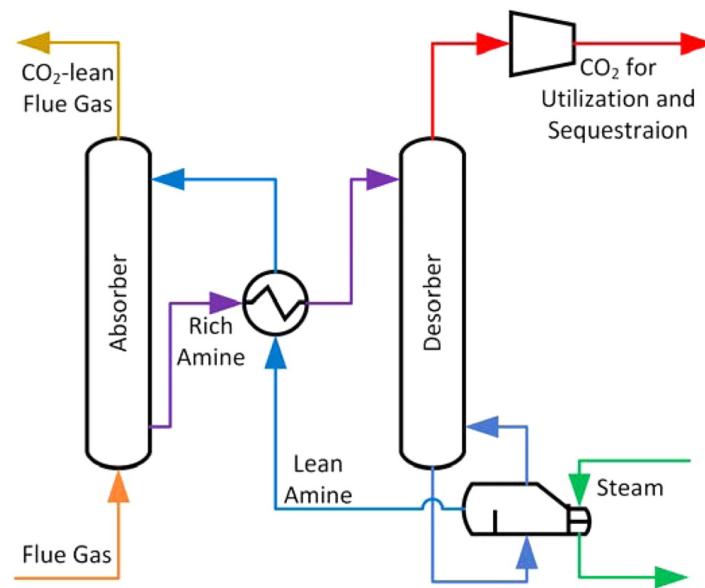 CO₂-lean
Flue Gas
CO₂ for
Utilization and
Sequestraion
Absorber
Desorber
Rich
Amine
Lean
Amine
Steam
Flue Gas